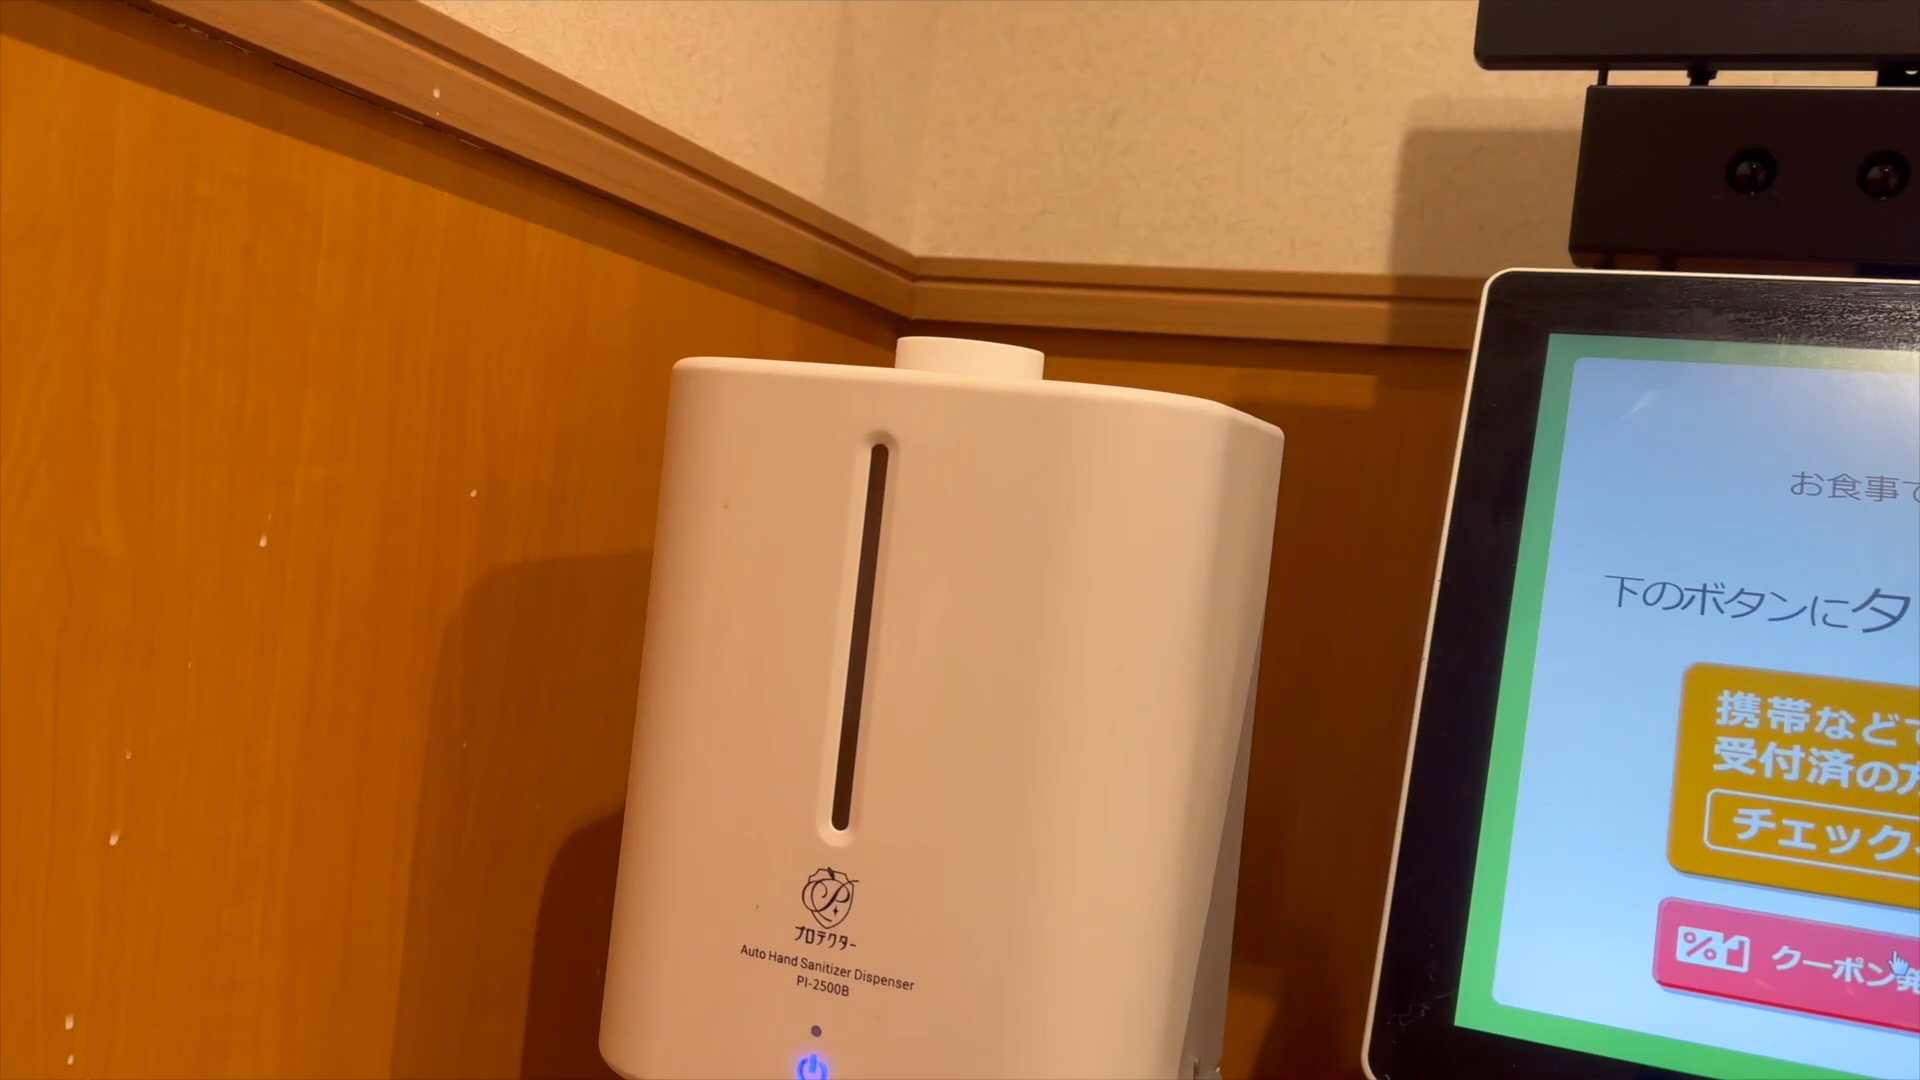 プロテクター
Auto Hand Sanitizer Dispenser
PI-2500B
お食事で
下のボタンにタ
携帯などで
受付済の方
チェック
クーポン発